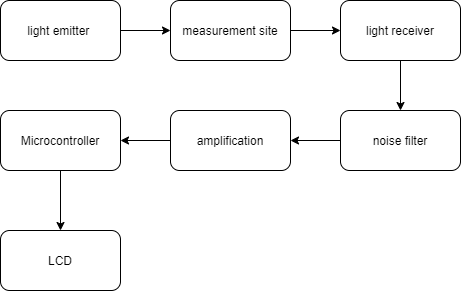 light emitter
measurement site
light receiver
Microcontroller
amplification
noise filter
LCD